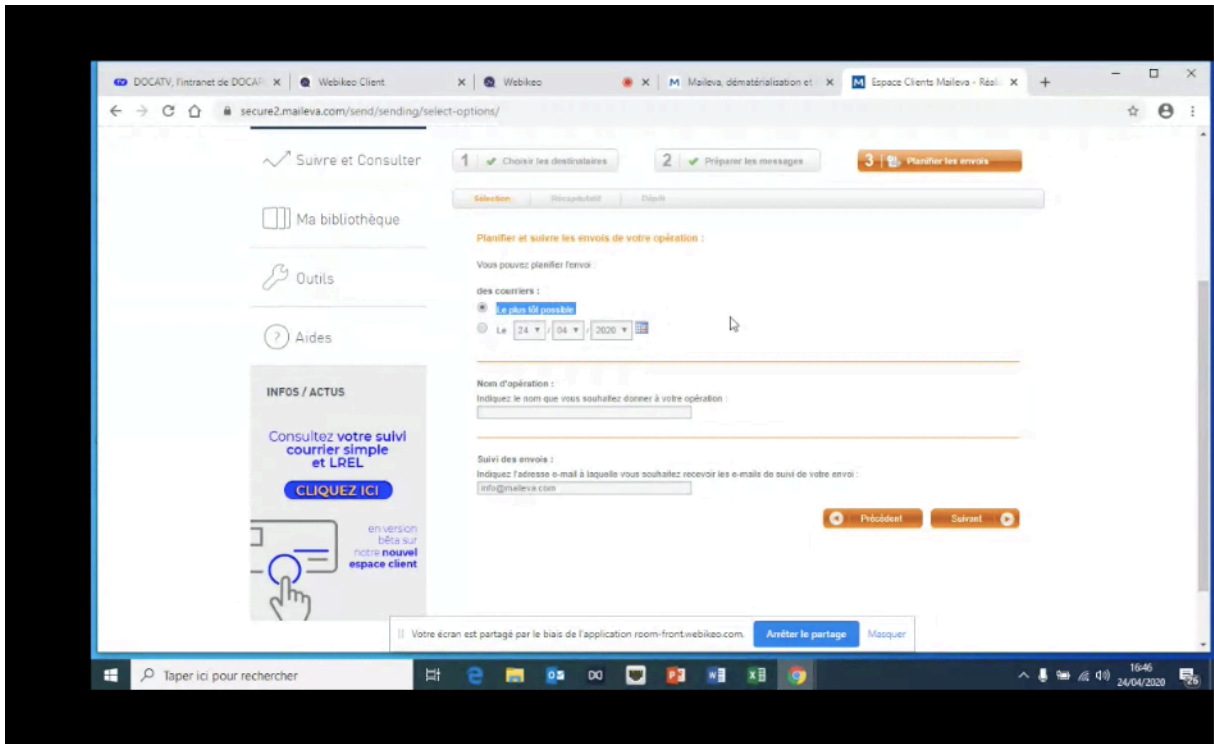 DOCATV, l'intranet de DOCAP
Webikeo Client
Webikeo
Maileva, dématérialisation et
Espace Clients Maileva - Réali
secure2.maileva.com/send/sending/select-options/
Suivre et Consulter
1 Choisir les destinataires
2 Préparer les messages
3 Planifier les envois
Ma bibliothèque
Sélection
Récapitulatif
Dépôt
Planifier et suivre les envois de votre opération :
Vous pouvez planifier l'envoi :
Outils
des courriers :
Le plus tôt possible
Le 24 / 04 / 2020
Aides
INFOS / ACTUS
Nom d'opération :
Indiquez le nom que vous souhaitez donner à votre opération :
Consultez votre suivi
courrier simple
et LREL
CLIQUEZ ICI
Suivi des envois :
Indiquez l'adresse e-mail à laquelle vous souhaitez recevoir les e-mails de suivi de votre envoi :
info@maileva.com
Précédent
Suivant
en version
bêta sur
notre nouvel
espace client
Votre écran est partagé par le biais de l'application room-front.webikeo.com.
Arrêter le partage
Masquer
Taper ici pour rechercher
16:46
24/04/2020